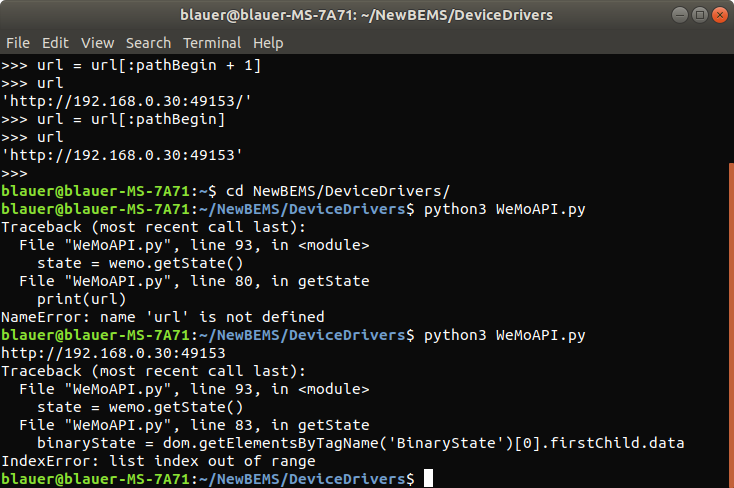 blauer@blauer-MS-7A71: ~/NewBEMS/DeviceDrivers
File Edit View Search Terminal Help
>>> url = url[:pathBegin + 1]
>>> url
'http://192.168.0.30:49153/'
>>> url = url[:pathBegin]
>>> url
'http://192.168.0.30:49153'
>>>
blauer@blauer-MS-7A71:~$ cd NewBEMS/DeviceDrivers/
blauer@blauer-MS-7A71:~/NewBEMS/DeviceDrivers$ python3 WeMoAPI.py
Traceback (most recent call last):
  File "WeMoAPI.py", line 93, in <module>
    state = wemo.getState()
  File "WeMoAPI.py", line 80, in getState
    print(url)
NameError: name 'url' is not defined
blauer@blauer-MS-7A71:~/NewBEMS/DeviceDrivers$ python3 WeMoAPI.py
http://192.168.0.30:49153
Traceback (most recent call last):
  File "WeMoAPI.py", line 93, in <module>
    state = wemo.getState()
  File "WeMoAPI.py", line 83, in getState
    binaryState = dom.getElementsByTagName('BinaryState')[0].firstChild.data
IndexError: list index out of range
blauer@blauer-MS-7A71:~/NewBEMS/DeviceDrivers$